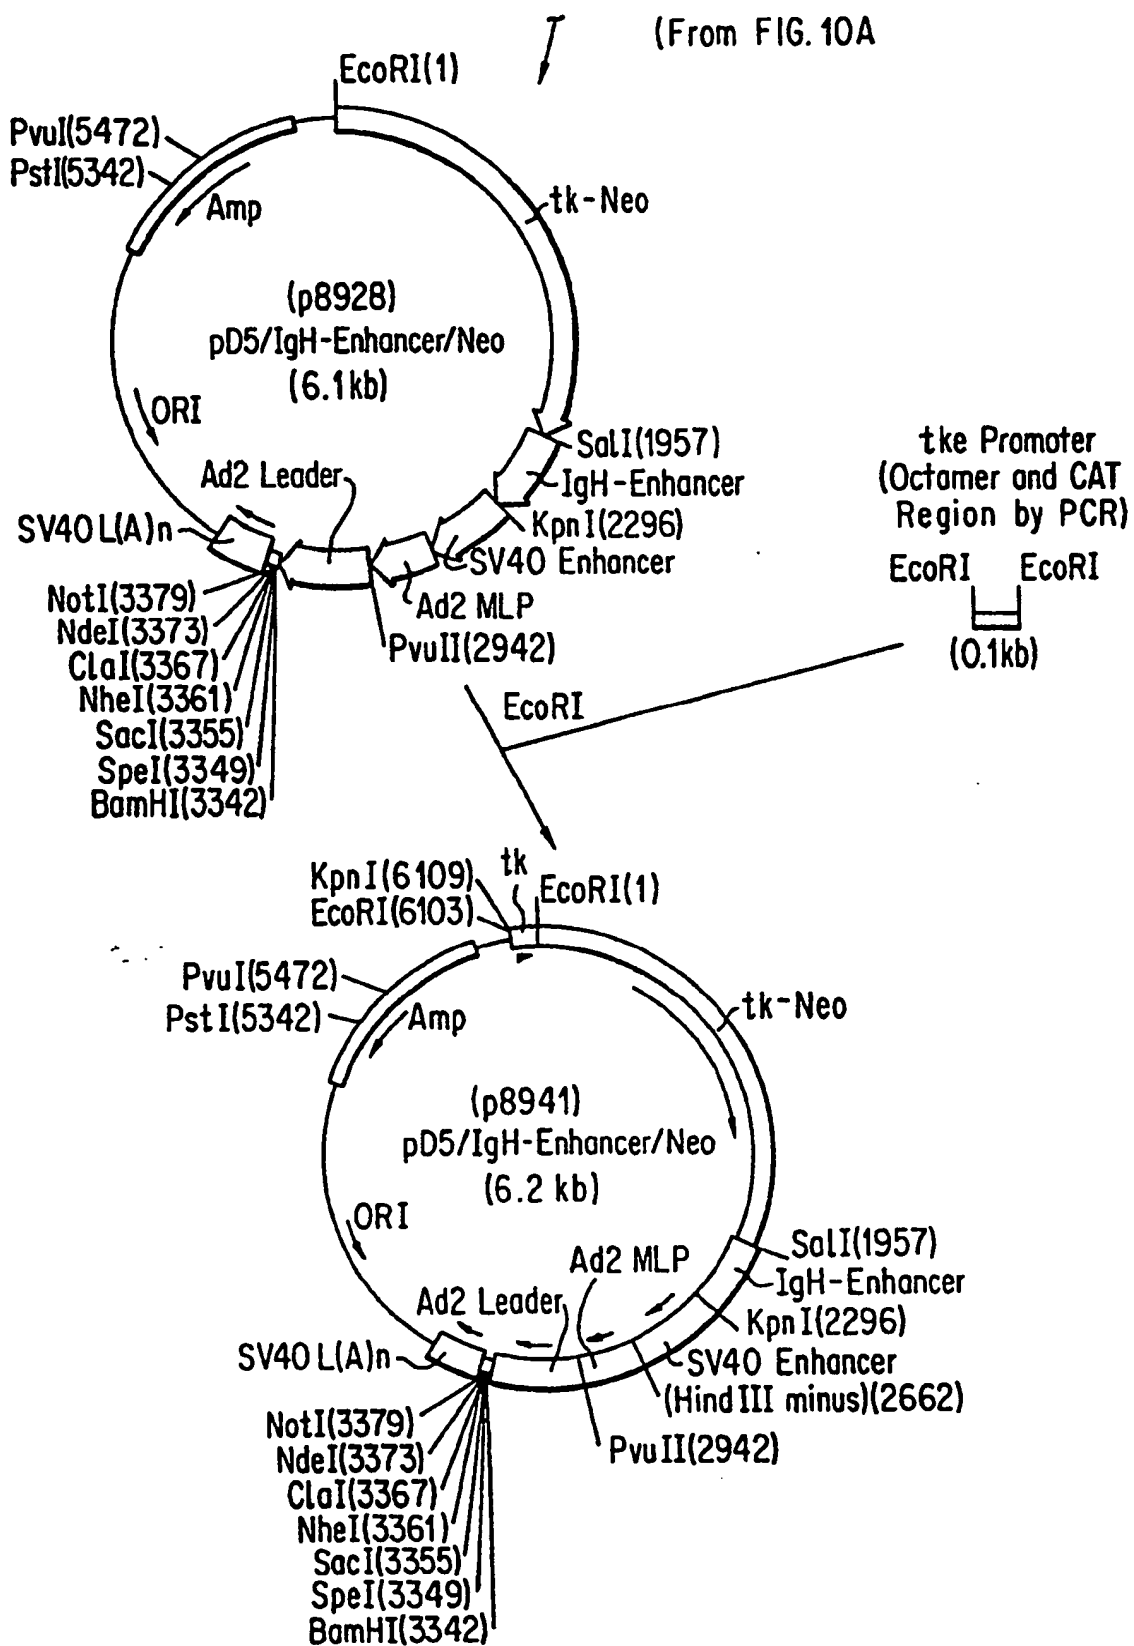 (From FIG. 10A
EcoRI(1)
PvuI(5472)
PstI(5342)
Amp
tk-Neo
(p8928)
pD5/IgH-Enhancer/Neo
(6.1kb)
ORI
Ad2 Leader
SalI(1957)
IgH-Enhancer
KpnI(2296)
SV40 Enhancer
Ad2 MLP
PvuII(2942)
SV40 L(A)n
NotI(3379)
NdeI(3373)
ClaI(3367)
NheI(3361)
SacI(3355)
SpeI(3349)
BamHI(3342)
tke Promoter
(Octamer and CAT
Region by PCR)
EcoRI EcoRI
(0.1kb)
EcoRI
KpnI(6109)
tk
EcoRI(6103)
EcoRI(1)
PvuI(5472)
PstI(5342)
Amp
tk-Neo
(p8941)
pD5/IgH-Enhancer/Neo
(6.2 kb)
ORI
Ad2 MLP
Ad2 Leader
SalI(1957)
IgH-Enhancer
KpnI(2296)
SV40 Enhancer
(Hind III minus)(2662)
PvuII(2942)
SV40 L(A)n
NotI(3379)
NdeI(3373)
ClaI(3367)
NheI(3361)
SacI(3355)
SpeI(3349)
BamHI(3342)